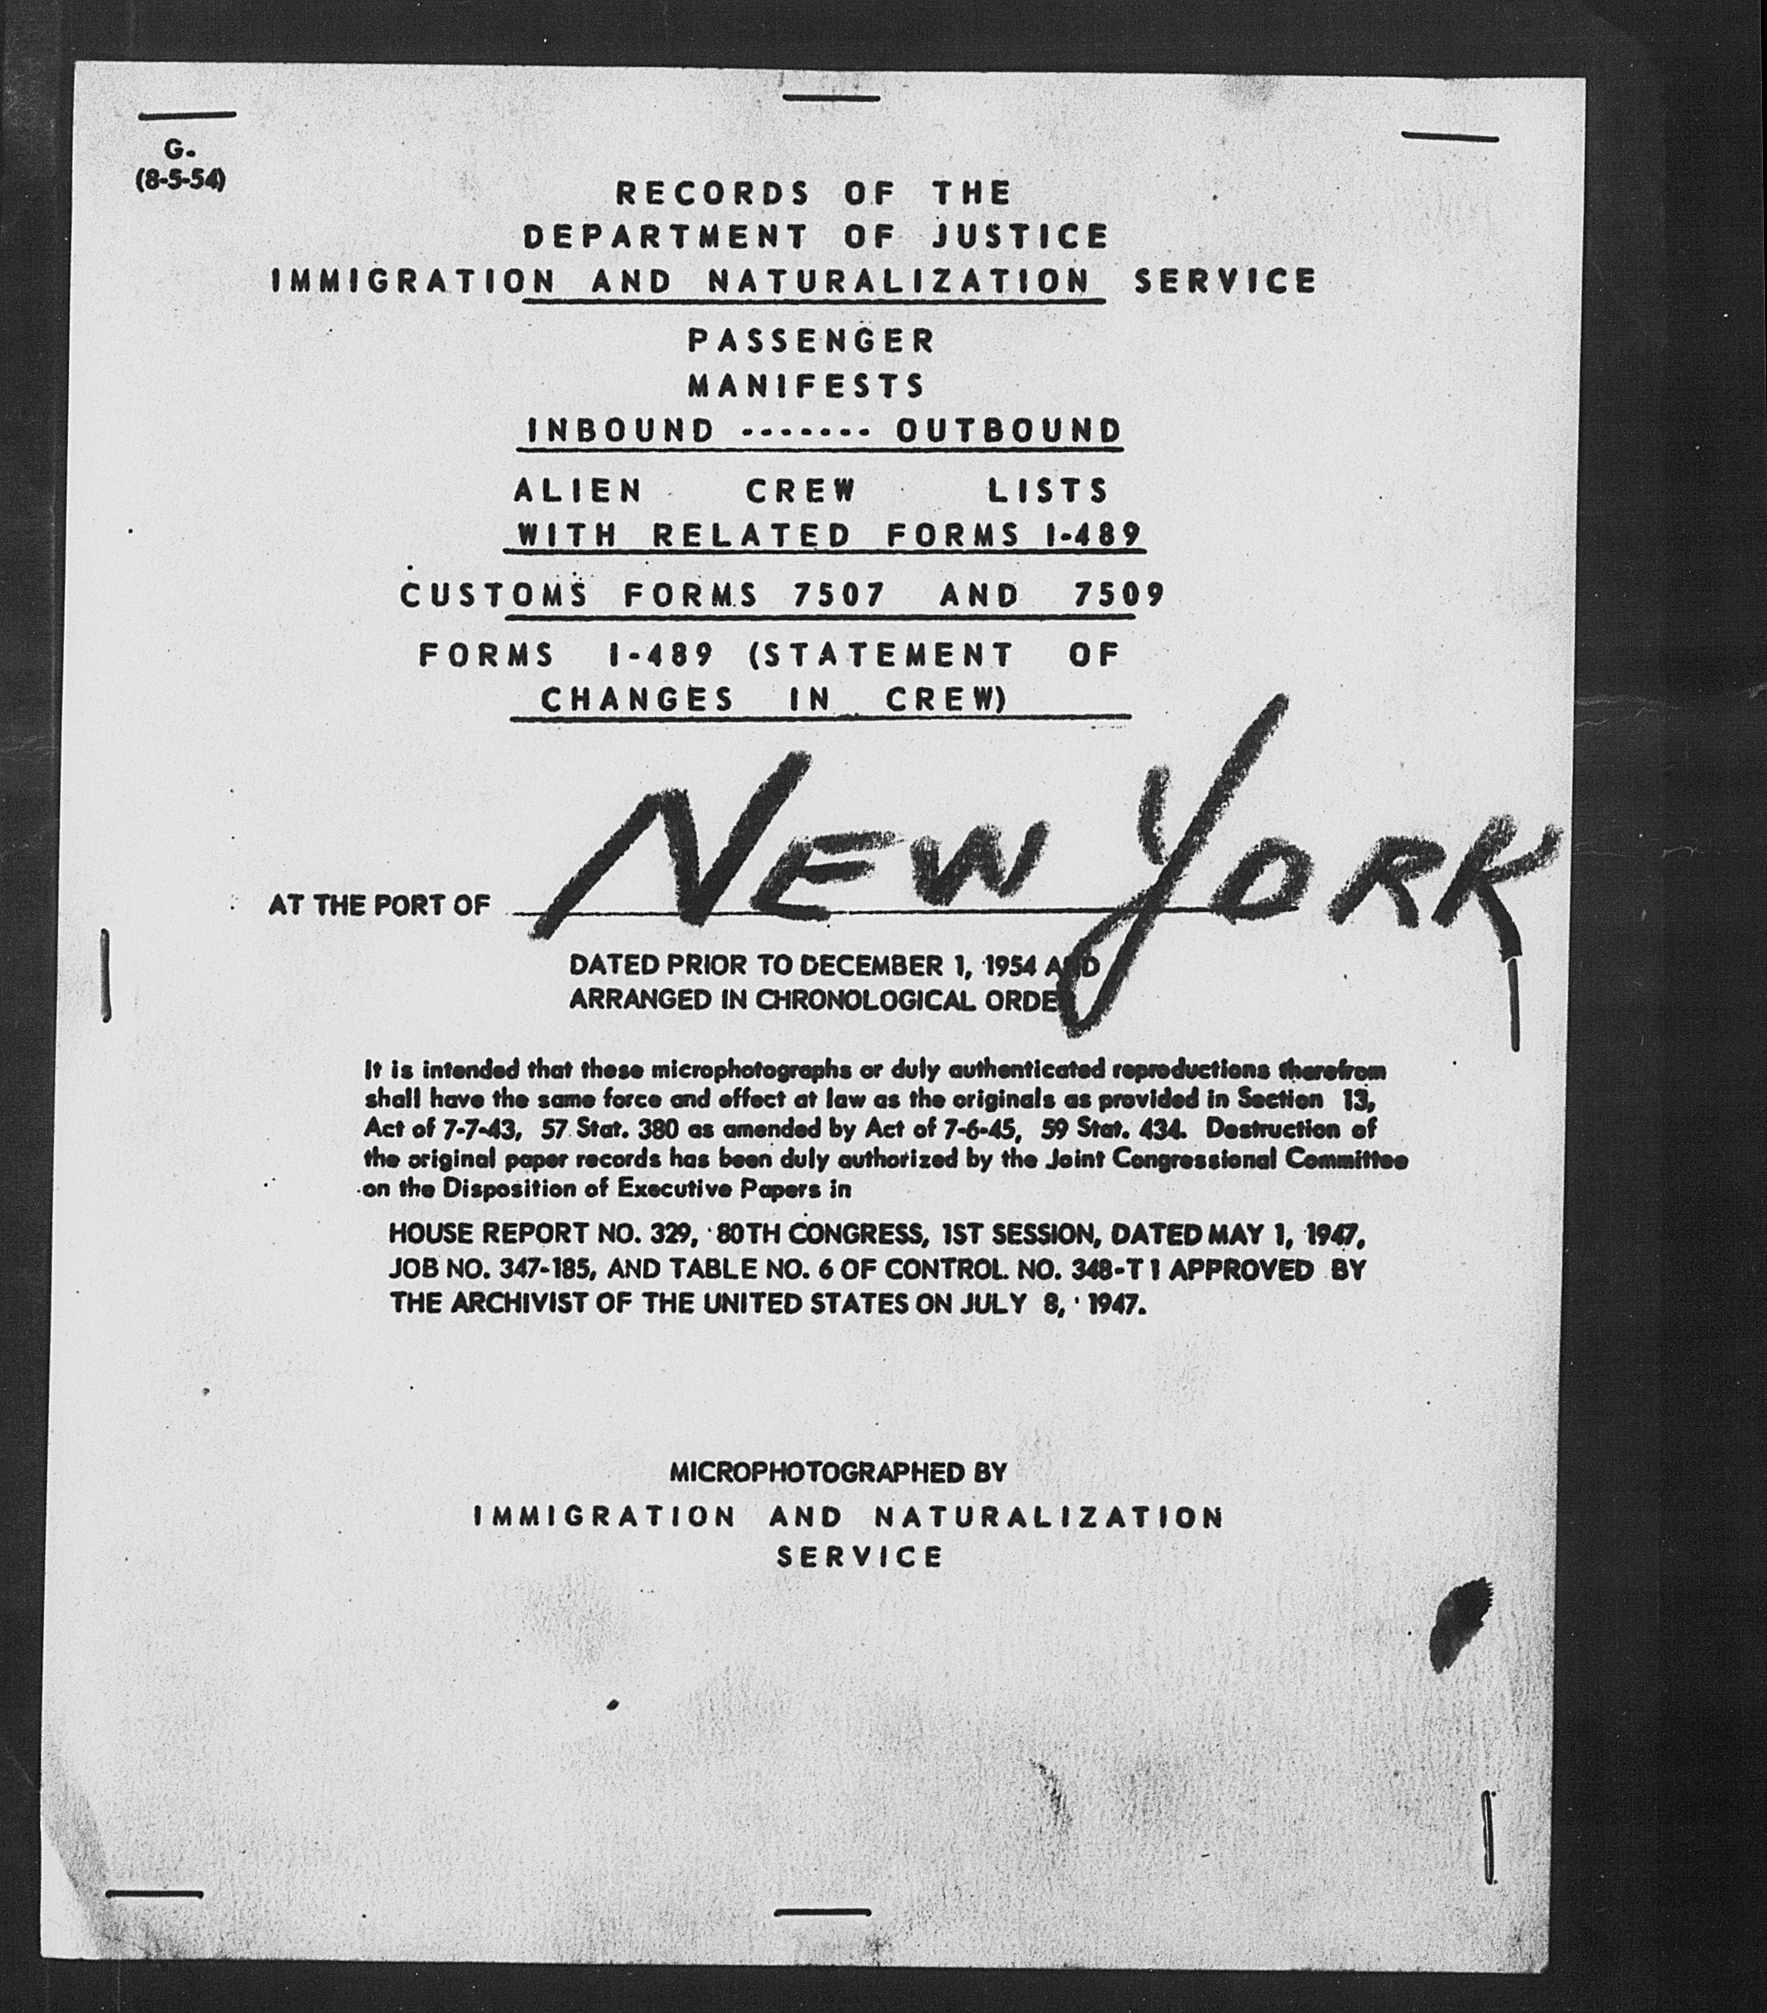 G.
(8-5-54)
RECORDS OF THE
DEPARTMENT OF JUSTICE
IMMIGRATION AND NATURALIZATION SERVICE
PASSENGER
MANIFESTS
INBOUND ------- OUTBOUND
ALIEN CREW LISTS
WITH RELATED FORMS I-489
CUSTOMS FORMS 7507 AND 7509
FORMS I-489 (STATEMENT OF
CHANGES IN CREW)
AT THE PORT OF NEW YORK
DATED PRIOR TO DECEMBER 1, 1954 AND
ARRANGED IN CHRONOLOGICAL ORDE
It is intended that these microphotographs or duly authenticated reproductions therefrom
shall have the same force and effect at law as the originals as provided in Section 13,
Act of 7-7-43, 57 Stat. 380 as amended by Act of 7-6-45, 59 Stat. 434. Destruction of
the original paper records has been duly authorized by the Joint Congressional Committee
on the Disposition of Executive Papers in
HOUSE REPORT NO. 329, 80TH CONGRESS, 1ST SESSION, DATED MAY 1, 1947,
JOB NO. 347-185, AND TABLE NO. 6 OF CONTROL NO. 348-T1 APPROVED BY
THE ARCHIVIST OF THE UNITED STATES ON JULY 8, 1947.
MICROPHOTOGRAPHED BY
IMMIGRATION AND NATURALIZATION
SERVICE